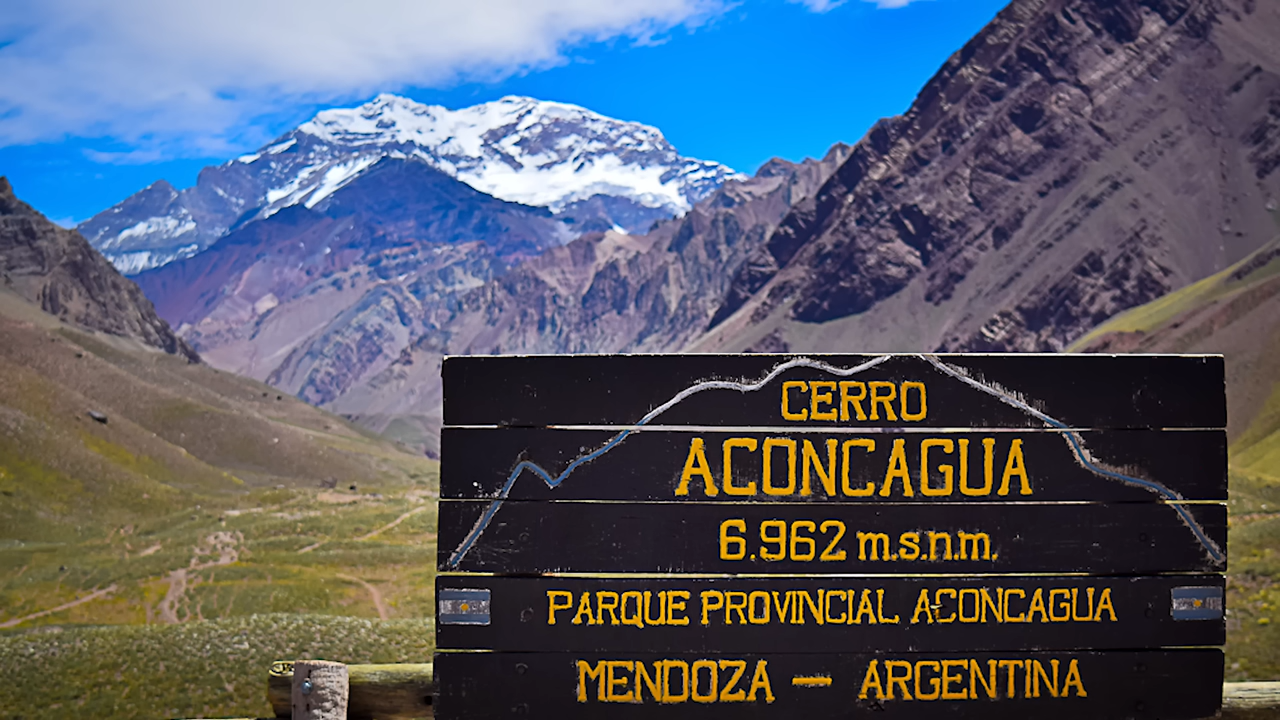 CERRO
ACONCAGUA
6.962 m.s.n.m.
PARQUE PROVINCIAL ACONCAGUA
MENDOZA — ARGENTINA